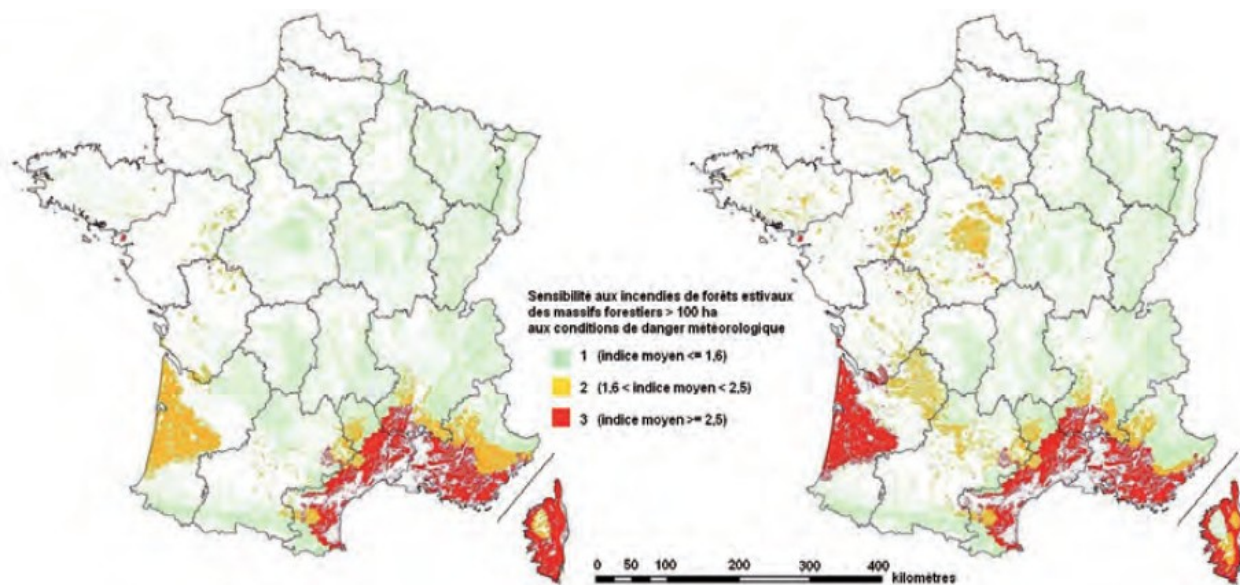 Sensibilité aux incendies de forêts estivaux
des massifs forestiers > 100 ha
aux conditions de danger météorologique
1 (indice moyen <= 1,6)
2 (1,6 < indice moyen < 2,5)
3 (indice moyen >= 2,5)
0 50 100 200 300 400
kilomètres